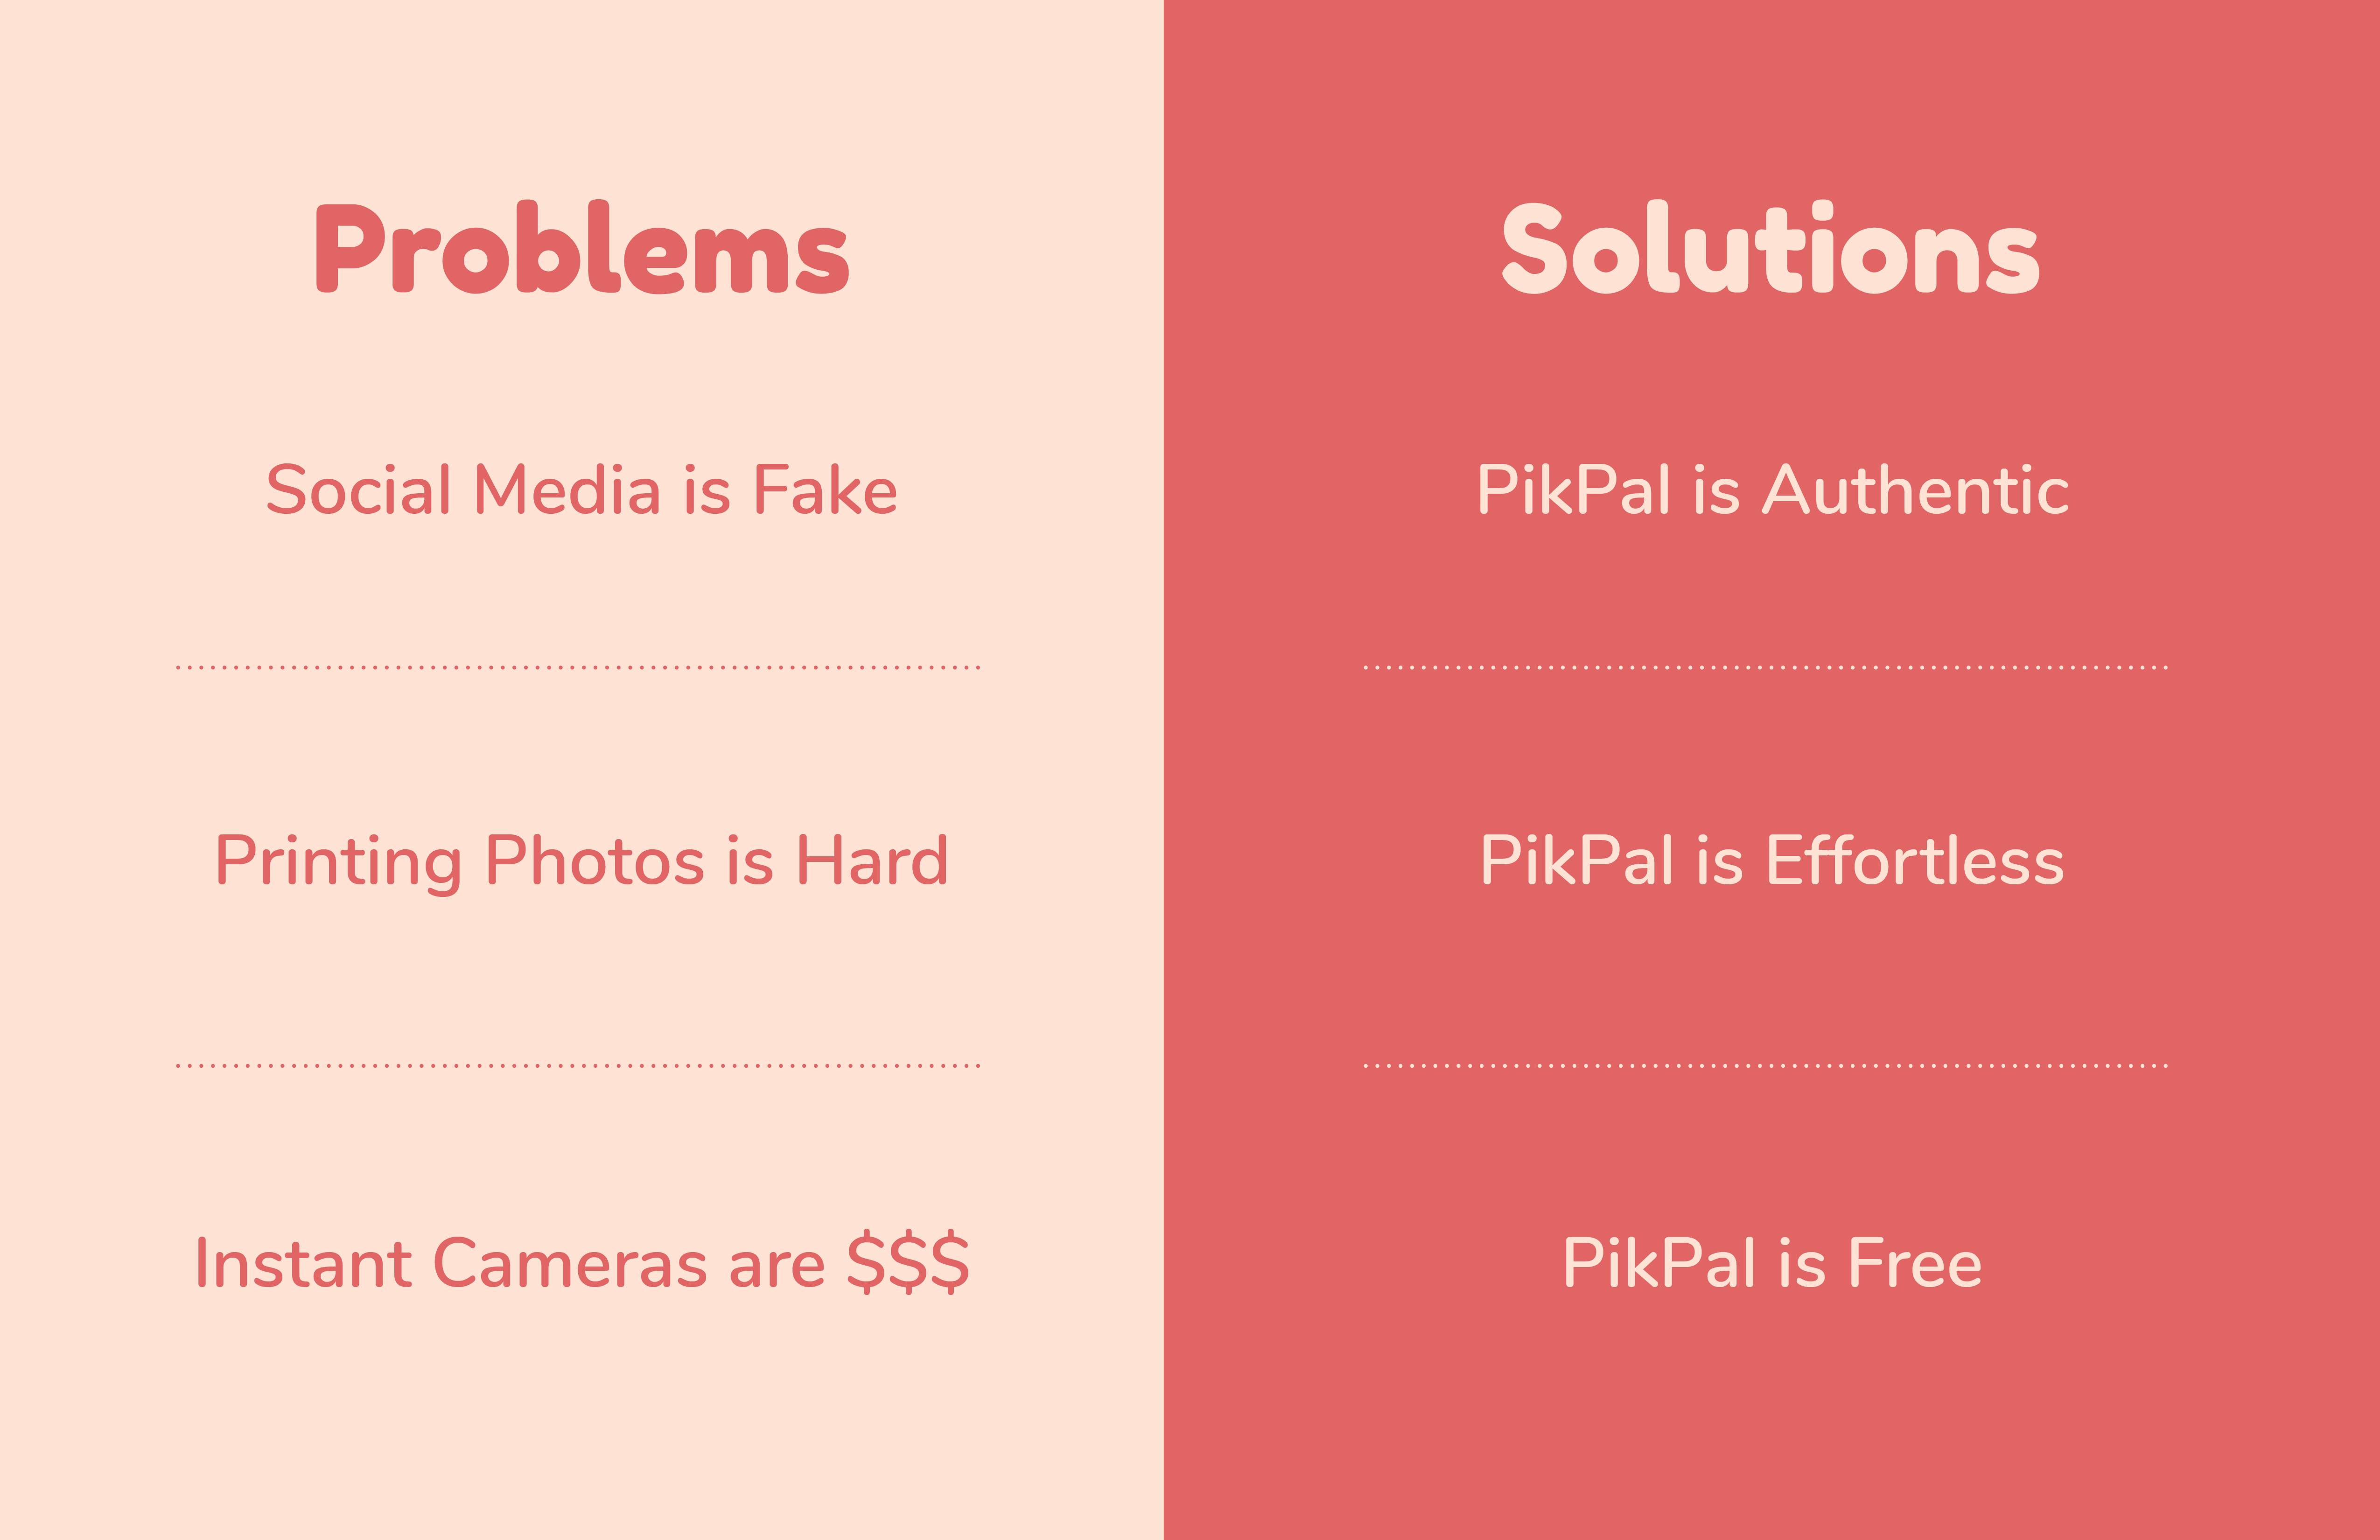 Problems
Social Media is Fake
Printing Photos is Hard
Instant Cameras are $$$
Solutions
PikPal is Authentic
PikPal is Effortless
PikPal is Free